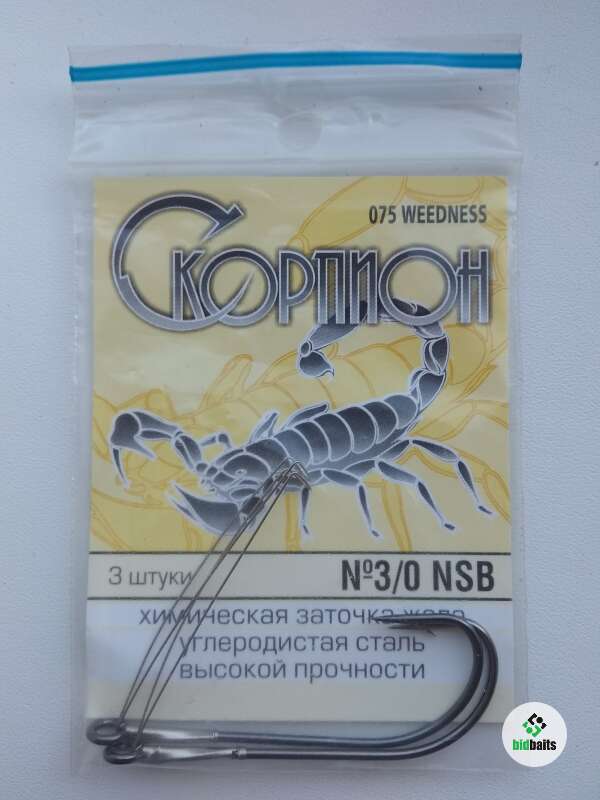 075 WEEDNESS
СКОРПИОН
3 штуки
№3/0 NSB
химическая заточка жала
углеродистая сталь
высокой прочности
bidbaits